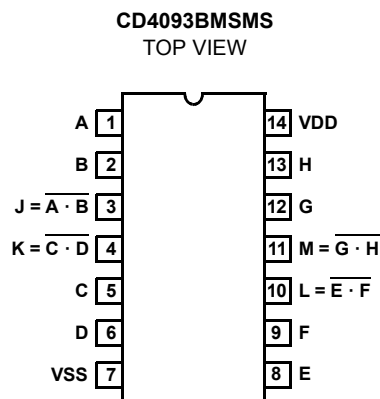 CD4093BMSMS
TOP VIEW
A 1 14 VDD
B 2 13 H
J = A̅ ̅·̅ ̅B̅ 3 12 G
K = C̅ ̅·̅ ̅D̅ 4 11 M = G̅ ̅·̅ ̅H̅
C 5 10 L = E̅ ̅·̅ ̅F̅
D 6 9 F
VSS 7 8 E